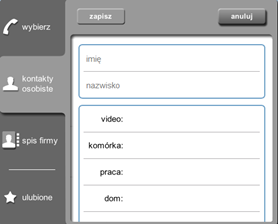 wybierz
kontakty
osobiste
spis firmy
ulubione
zapisz
anuluj
imię
nazwisko
video:
komórka:
praca:
dom: